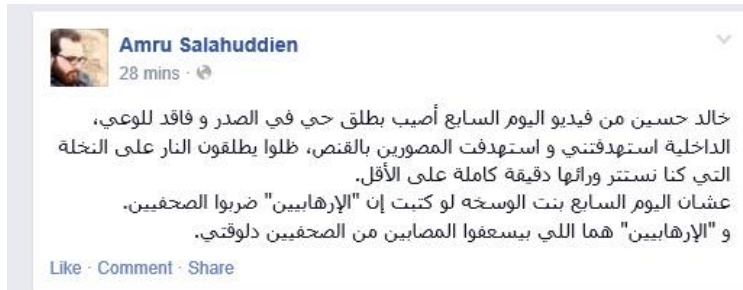 Amru Salahuddien
28 mins ·
خالد حسين من فيديو اليوم السابع أصيب بطلق حي في الصدر و فاقد للوعي،
الداخلية استهدفتني و استهدفت المصورين بالقنص، ظلوا يطلقون النار على النخلة
التي كنا نستتر ورائها دقيقة كاملة على الأقل.
عشان اليوم السابع بنت الوسخه لو كتبت إن "الإرهابيين" ضربوا الصحفيين.
و "الإرهابيين" هما اللي بيسعفوا المصابين من الصحفيين دلوقتي.
Like · Comment · Share